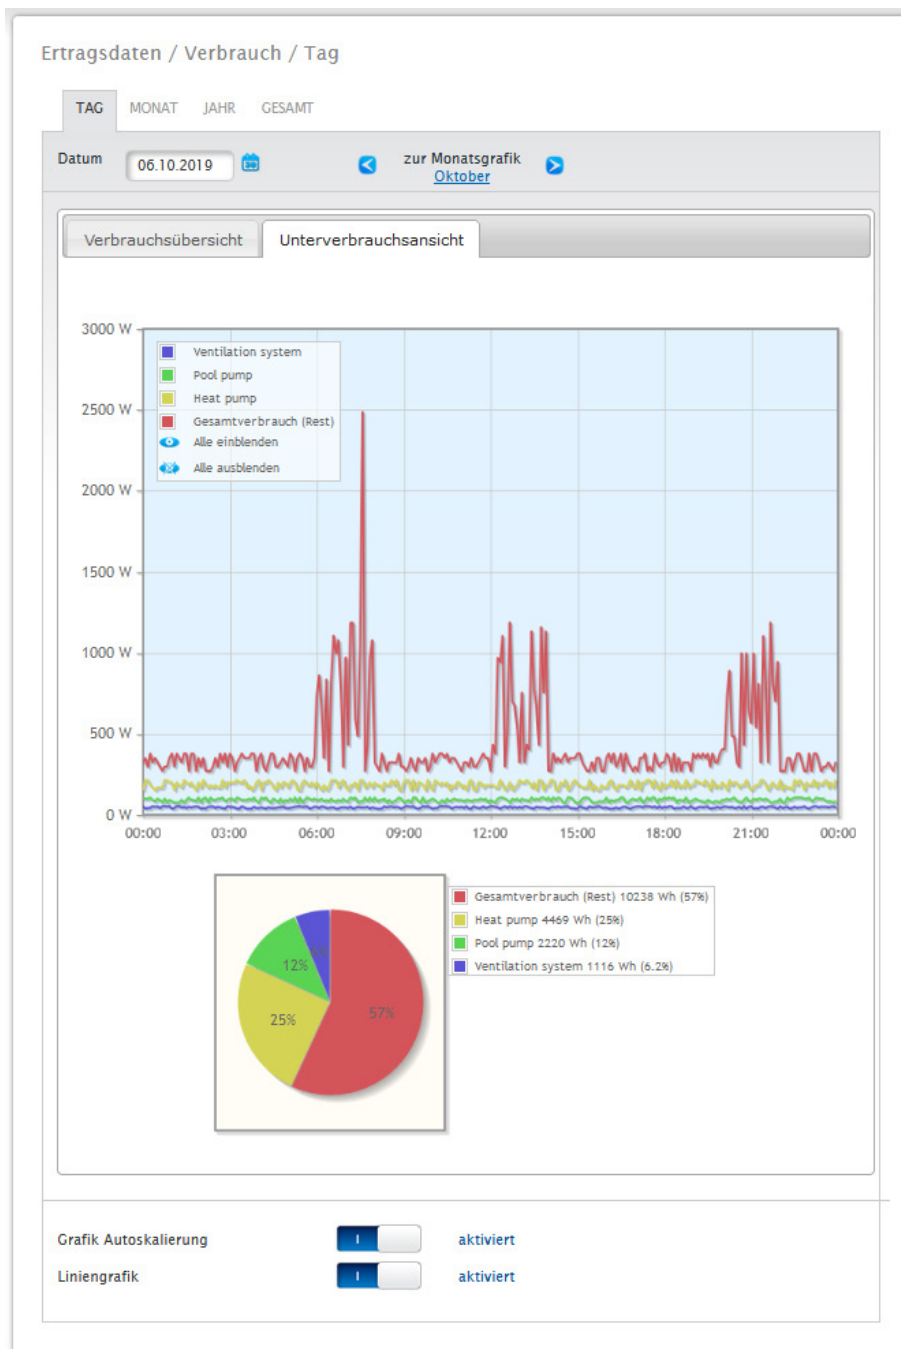 Ertragsdaten / Verbrauch / Tag
TAG MONAT JAHR GESAMT
Datum 06.10.2019 zur Monatsgrafik
Oktober
Verbrauchsübersicht Unterverbrauchsansicht
3000 W
Ventilation system
Pool pump
Heat pump
2500 W
Gesamtverbrauch (Rest)
Alle einblenden
Alle ausblenden
2000 W
1500 W
1000 W
500 W
0 W
00:00 03:00 06:00 09:00 12:00 15:00 18:00 21:00 00:00
Gesamtverbrauch (Rest) 10238 Wh (57%)
Heat pump 4469 Wh (25%)
Pool pump 2220 Wh (12%)
Ventilation system 1116 Wh (6.2%)
12%
57%
25%
Grafik Autoskalierung I aktiviert
Liniengrafik I aktiviert